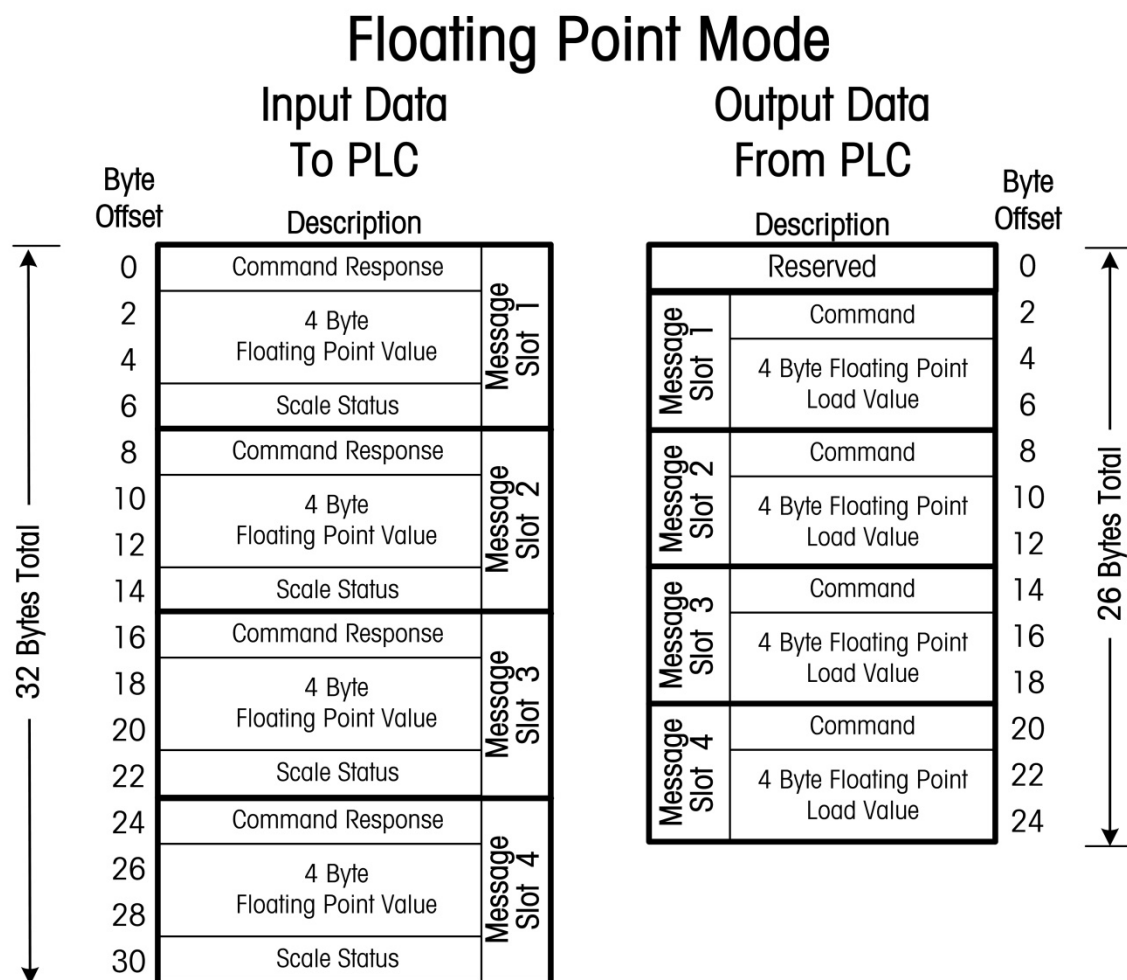 Floating Point Mode
Input Data
To PLC
Byte
Offset
Description
0
Command Response
2
4 Byte
Floating Point Value
4
6
Scale Status
Message
Slot 1
8
Command Response
10
4 Byte
Floating Point Value
12
14
Scale Status
Message
Slot 2
16
Command Response
18
4 Byte
Floating Point Value
20
22
Scale Status
Message
Slot 3
24
Command Response
26
4 Byte
Floating Point Value
28
30
Scale Status
Message
Slot 4
32 Bytes Total
Output Data
From PLC
Description
Byte
Offset
Reserved
0
Message
Slot 1
Command
2
4 Byte Floating Point
Load Value
4
6
Message
Slot 2
Command
8
4 Byte Floating Point
Load Value
10
12
Message
Slot 3
Command
14
4 Byte Floating Point
Load Value
16
18
Message
Slot 4
Command
20
4 Byte Floating Point
Load Value
22
24
26 Bytes Total